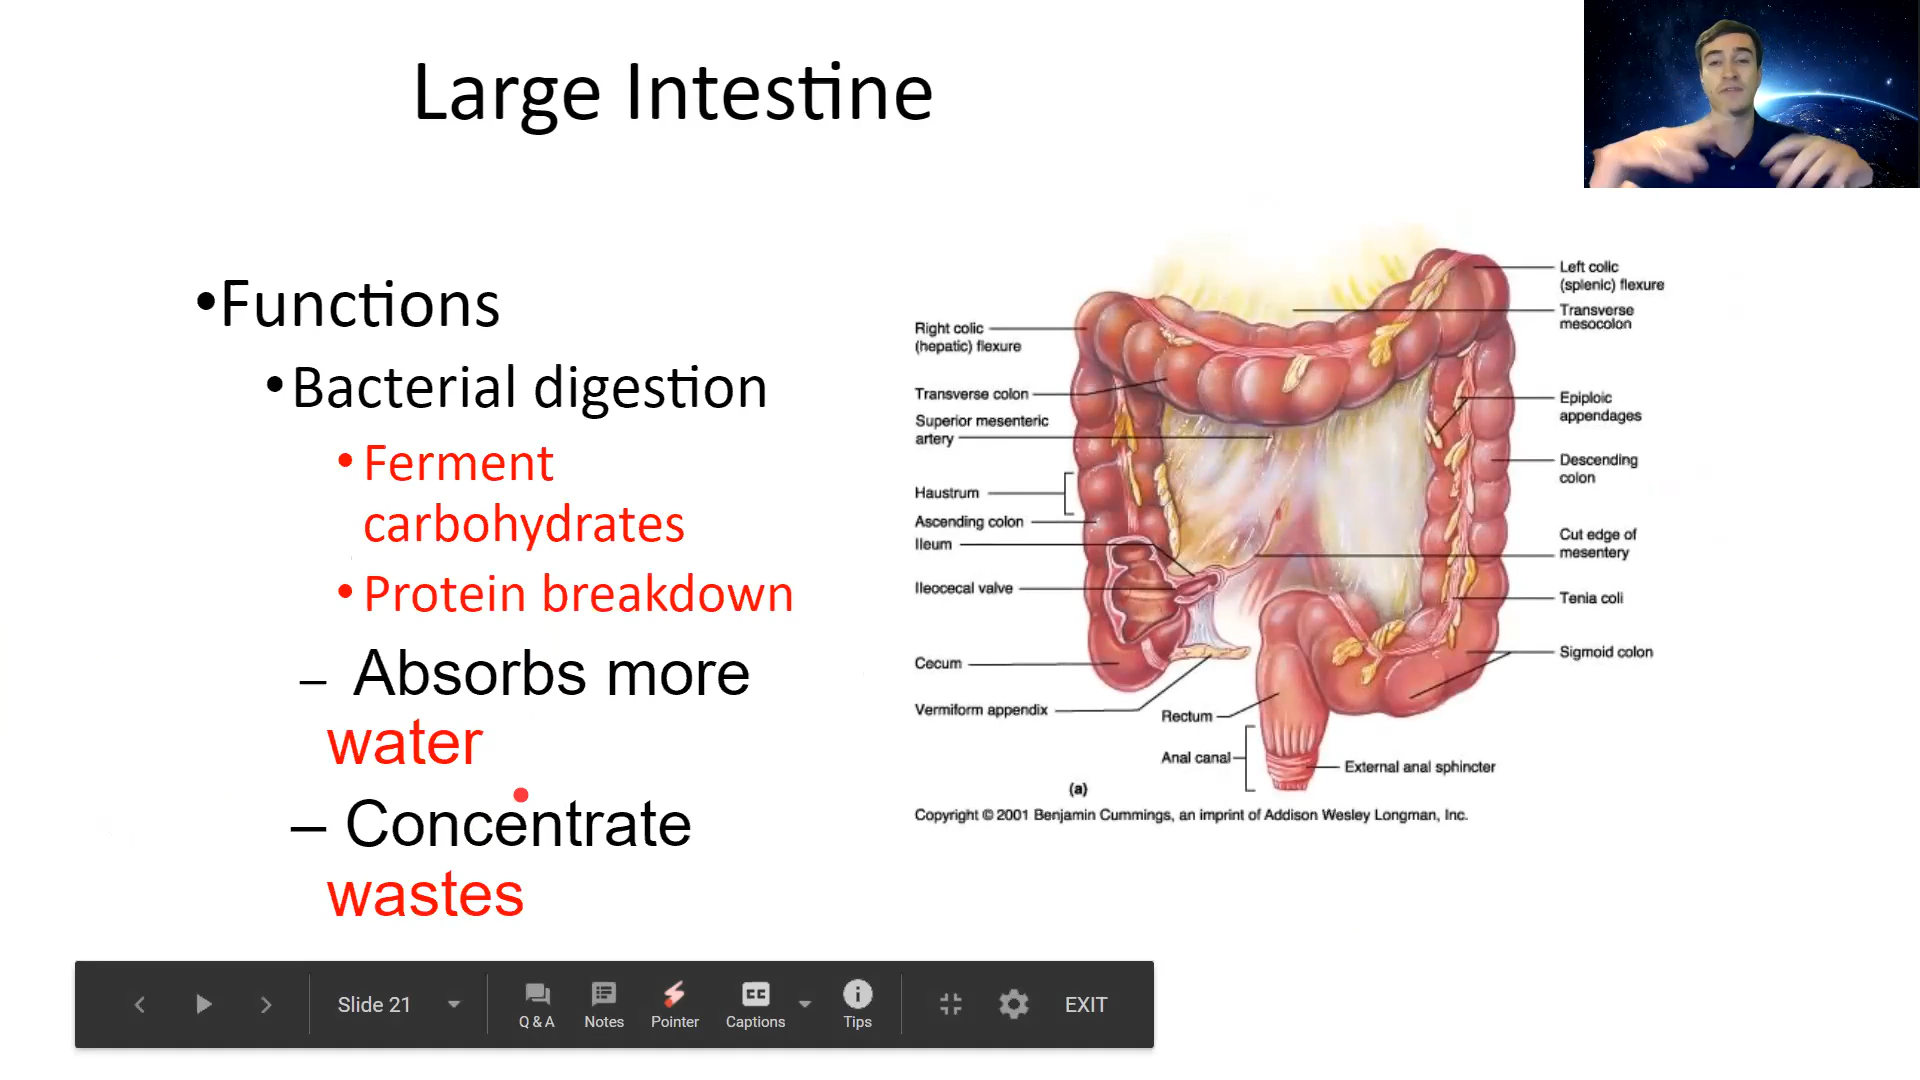 Large Intestine
•Functions
•Bacterial digestion
•Ferment
carbohydrates
•Protein breakdown
– Absorbs more
water
– Concentrate
wastes
Right colic
(hepatic) flexure
Transverse colon
Superior mesenteric
artery
Haustrum
Ascending colon
Ileum
Ileocecal valve
Cecum
Vermiform appendix
Rectum
Anal canal
External anal sphincter
Left colic
(splenic) flexure
Transverse
mesocolon
Epiploic
appendages
Descending
colon
Cut edge of
mesentery
Tenia coli
Sigmoid colon
(a)
Copyright © 2001 Benjamin Cummings, an imprint of Addison Wesley Longman, Inc.
Slide 21
Q & A
Notes
Pointer
CC
Captions
Tips
EXIT